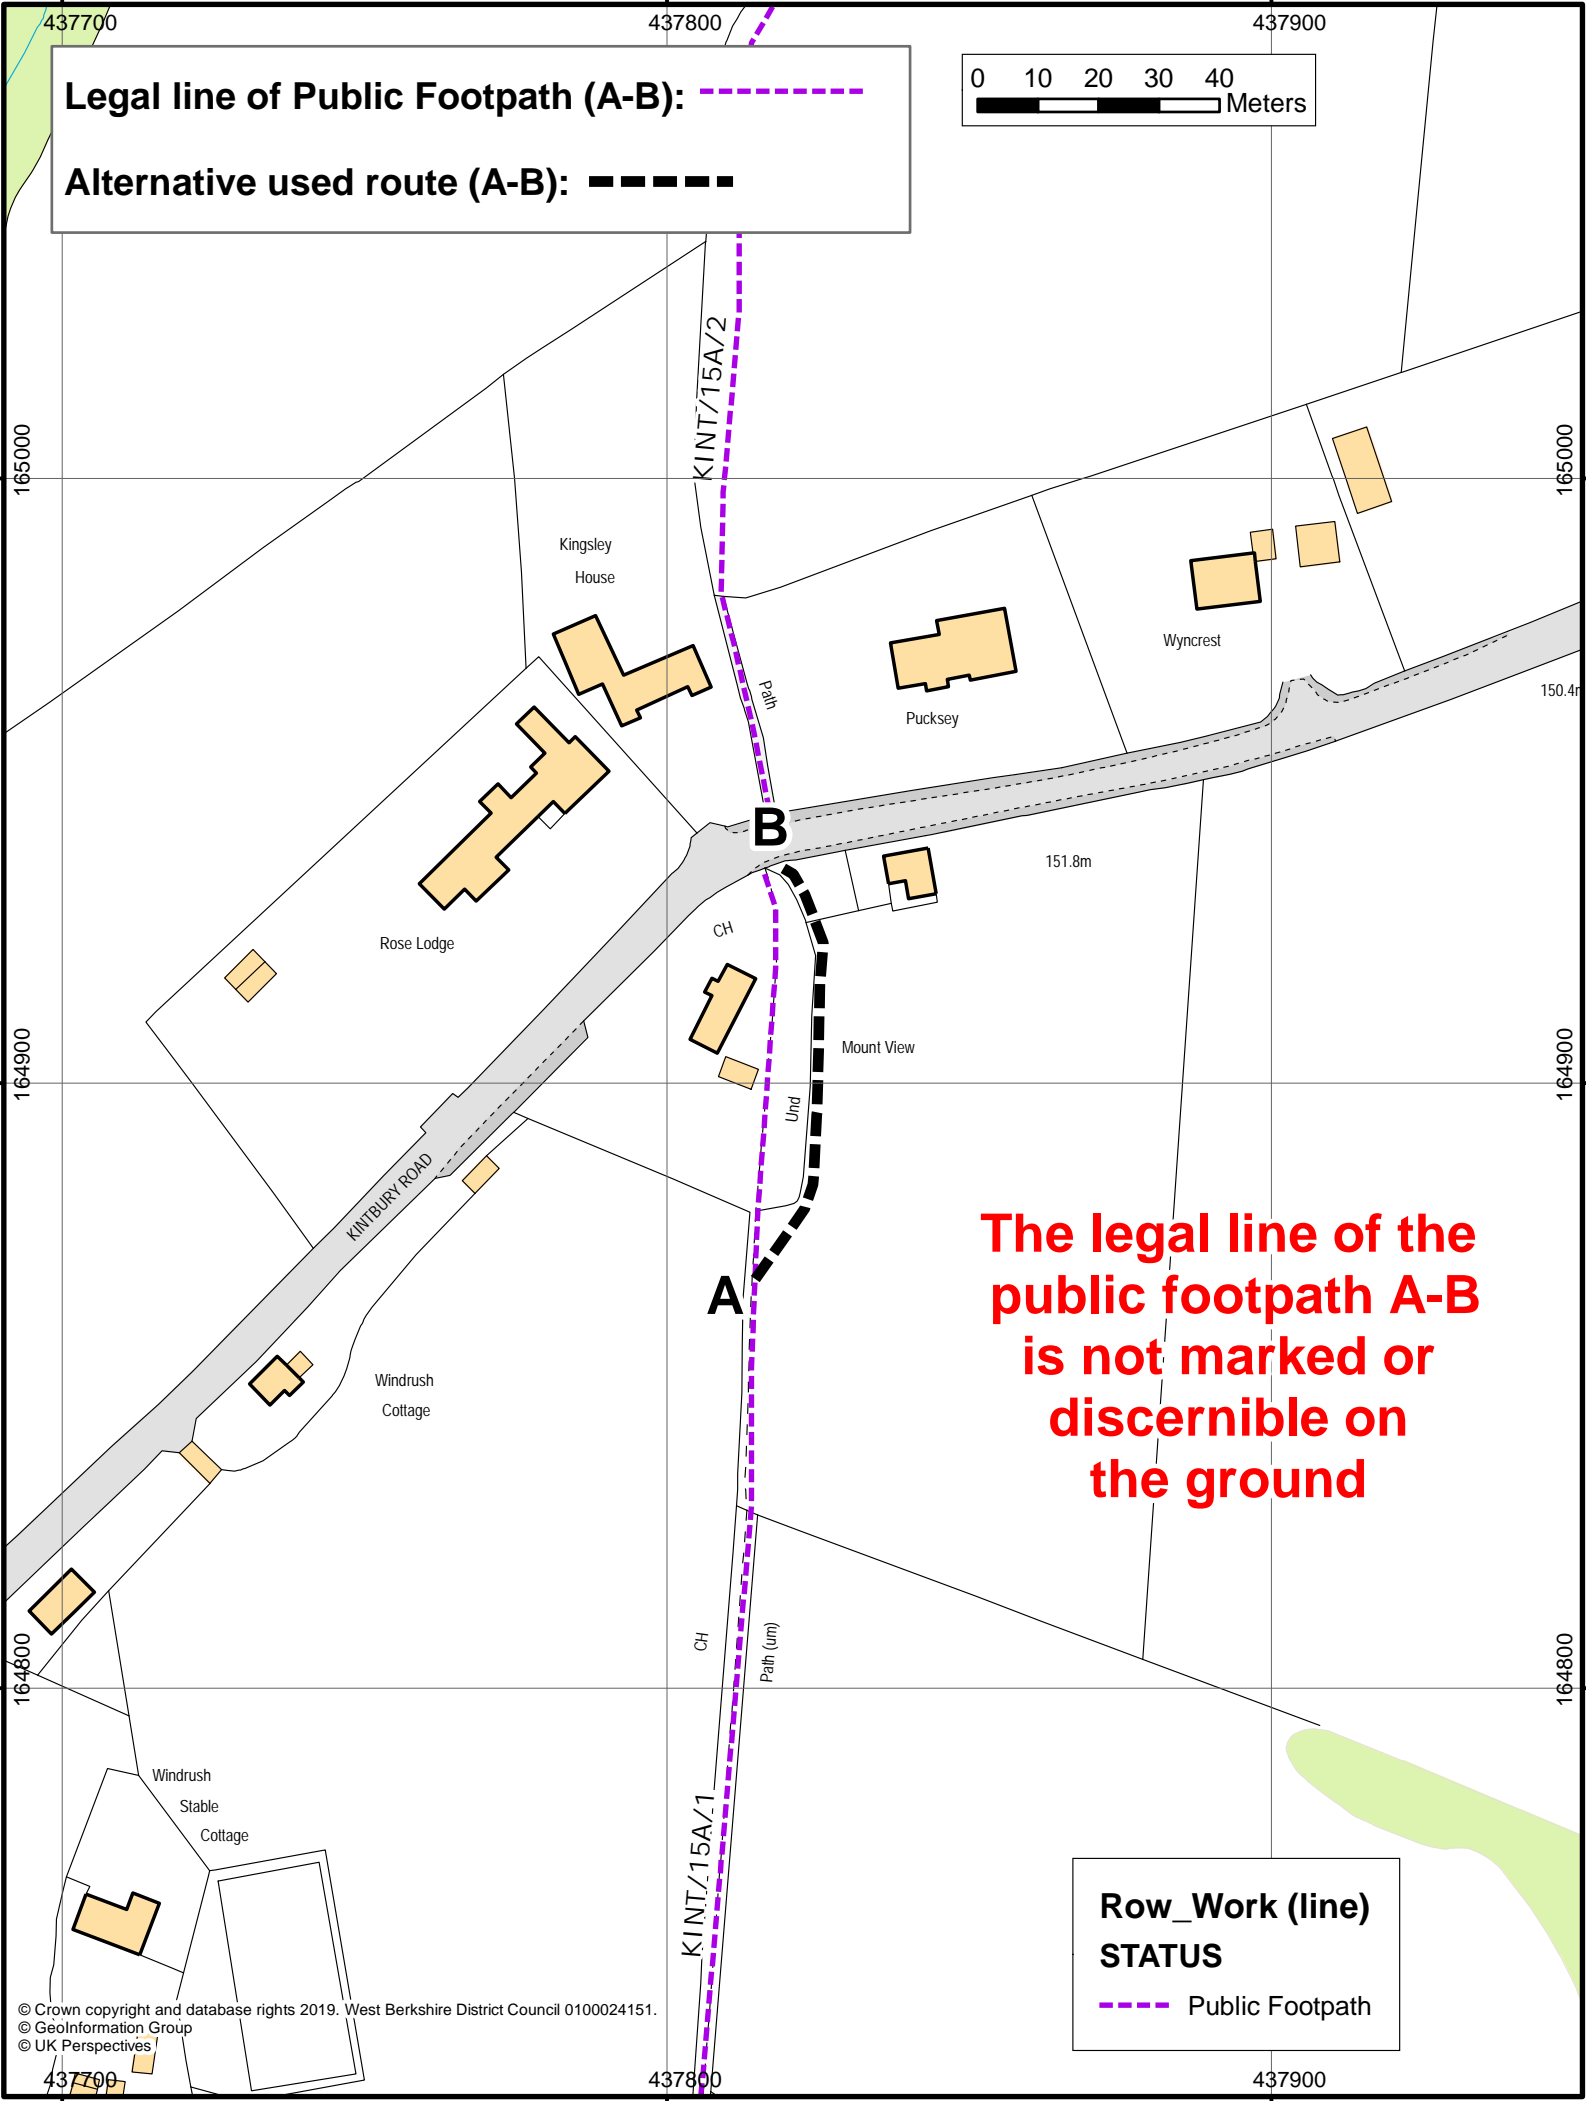 437700
437800
437900
Legal line of Public Footpath (A-B):
Alternative used route (A-B):
0 10 20 30 40
Meters
KINT/15A/2
165000
165000
Kingsley
House
Path
Wyncrest
150.4m
Pucksey
B
151.8m
CH
Rose Lodge
164900
164900
Mount View
Und
KINTBURY ROAD
A
The legal line of the
public footpath A-B
is not marked or
discernible on
the ground
Windrush
Cottage
CH
Path (um)
164800
164800
Windrush
Stable
Cottage
KINT/15A/1
Row_Work (line)
STATUS
Public Footpath
© Crown copyright and database rights 2019. West Berkshire District Council 0100024151.
© GeoInformation Group
© UK Perspectives
437700
437800
437900